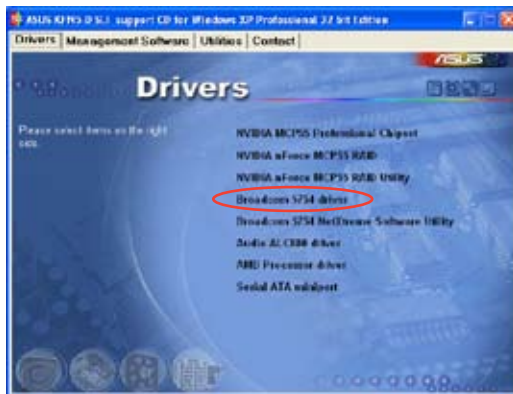 ASUS KFN5-D SLI support CD for Windows XP Professional 32 bit Edition
Drivers Management Software Utilities Contact
ASUS
Drivers
Please select items on the right
side.
NVIDIA MCP55 Professional Chipset
NVIDIA nForce MCP55 RAID
NVIDIA nForce MCP55 RAID Utility
Broadcom 5754 driver
Broadcom 5754 NetXtreme Software Utility
Audio ALC888 driver
AMD Processor driver
Serial ATA miniport